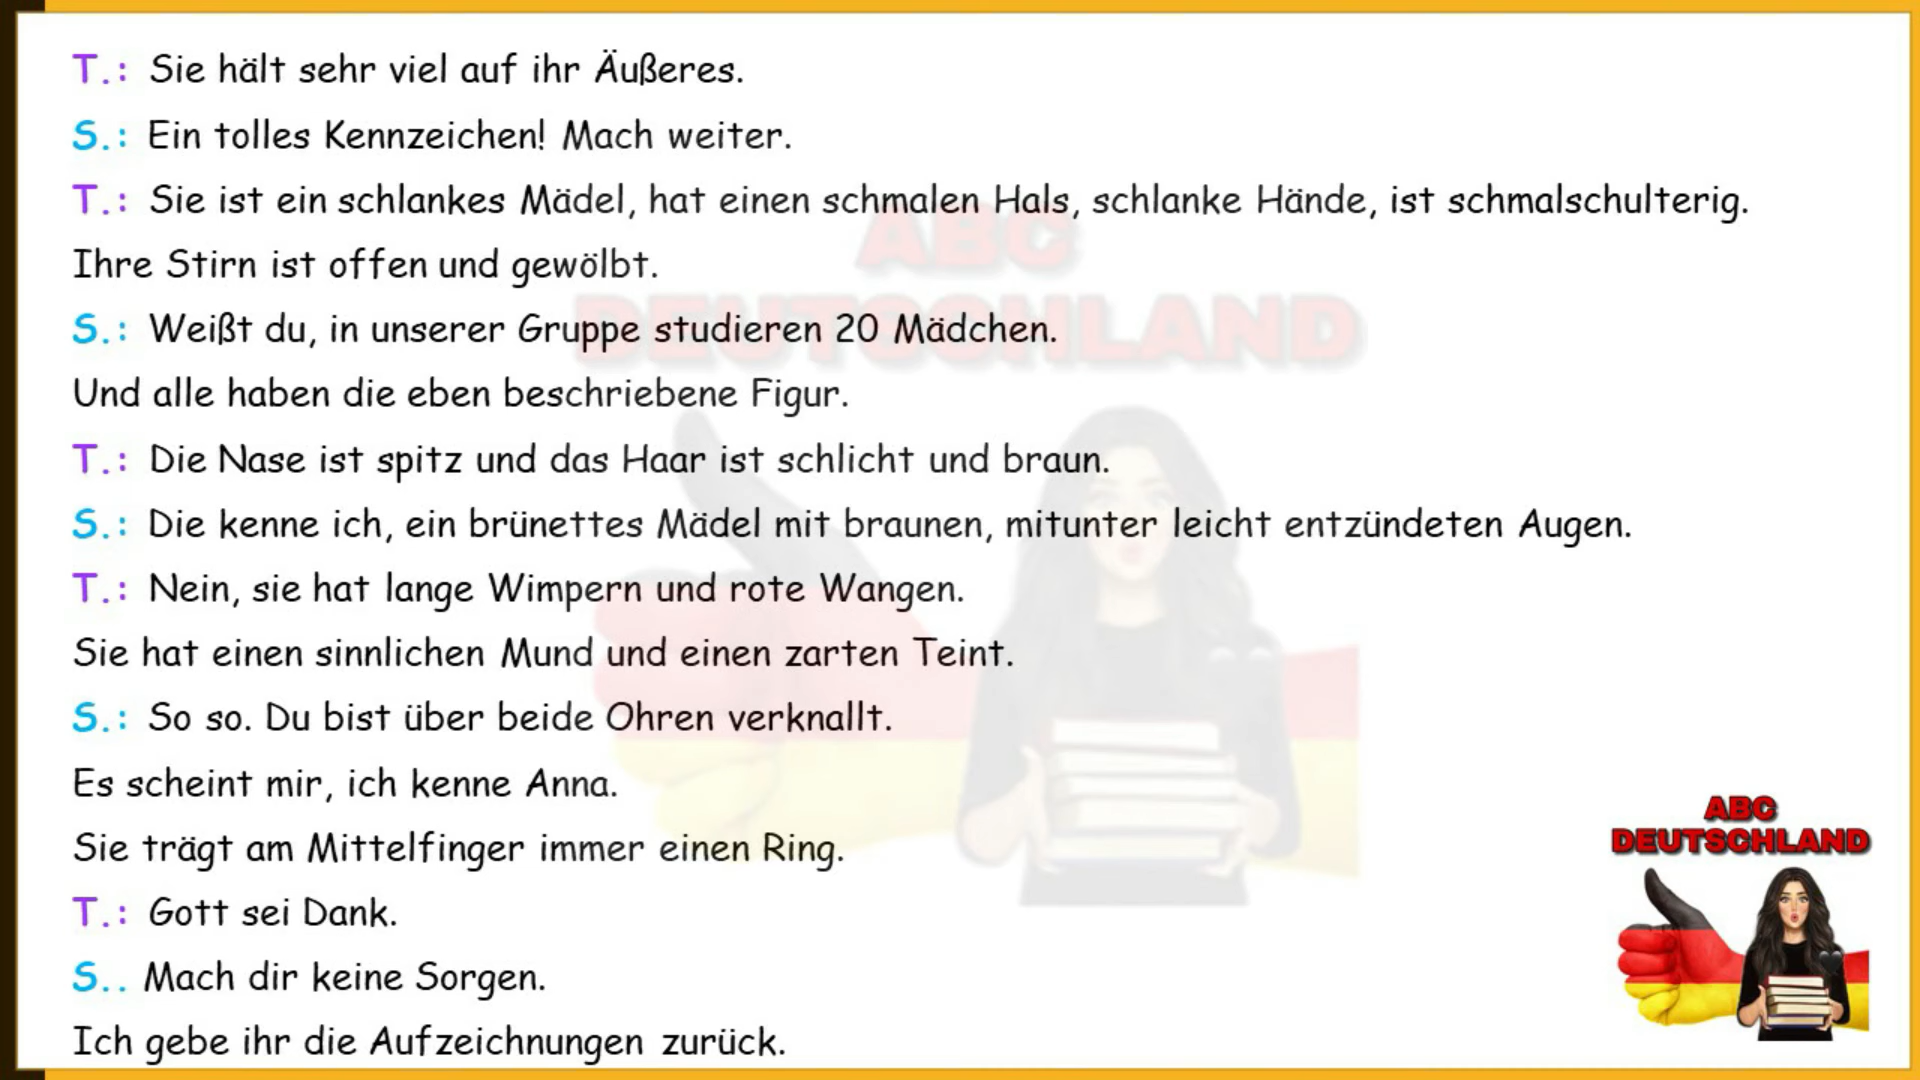 T.: Sie hält sehr viel auf ihr Äußeres.
S.: Ein tolles Kennzeichen! Mach weiter.
T.: Sie ist ein schlankes Mädel, hat einen schmalen Hals, schlanke Hände, ist schmalschulterig.
Ihre Stirn ist offen und gewölbt.
S.: Weißt du, in unserer Gruppe studieren 20 Mädchen.
Und alle haben die eben beschriebene Figur.
T.: Die Nase ist spitz und das Haar ist schlicht und braun.
S.: Die kenne ich, ein brünettes Mädel mit braunen, mitunter leicht entzündeten Augen.
T.: Nein, sie hat lange Wimpern und rote Wangen.
Sie hat einen sinnlichen Mund und einen zarten Teint.
S.: So so. Du bist über beide Ohren verknallt.
Es scheint mir, ich kenne Anna.
Sie trägt am Mittelfinger immer einen Ring.
T.: Gott sei Dank.
S.. Mach dir keine Sorgen.
Ich gebe ihr die Aufzeichnungen zurück.
ABC
DEUTSCHLAND
ABC
DEUTSCHLAND